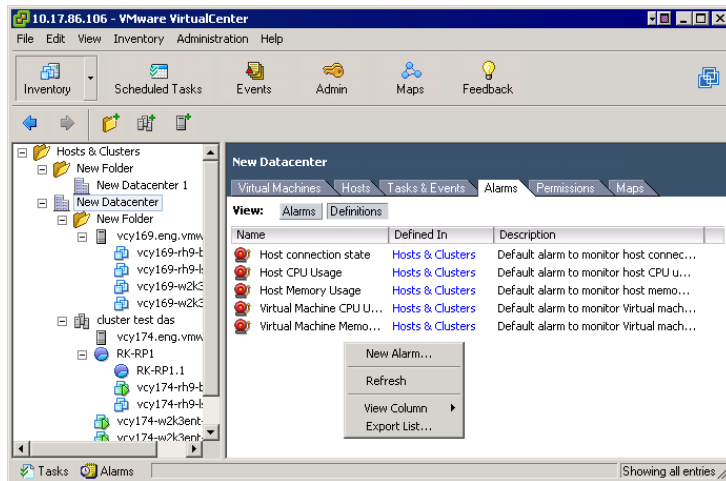 10.17.86.106 - VMware VirtualCenter
File Edit View Inventory Administration Help
Inventory Scheduled Tasks Events Admin Maps Feedback
Hosts & Clusters
New Folder
New Datacenter 1
New Datacenter
New Folder
vcy169.eng.vmw
vcy169-rh9-b
vcy169-rh9-ls
vcy169-w2k3
vcy169-w2k3
cluster test das
vcy174.eng.vmw
RK-RP1
RK-RP1.1
vcy174-rh9-b
vcy174-rh9-ls
vcy174-w2k3ent-
vcy174-w2k3ent-
New Datacenter
Virtual Machines Hosts Tasks & Events Alarms Permissions Maps
View: Alarms Definitions
Name Defined In Description
Host connection state Hosts & Clusters Default alarm to monitor host connec...
Host CPU Usage Hosts & Clusters Default alarm to monitor host CPU u...
Host Memory Usage Hosts & Clusters Default alarm to monitor host memo...
Virtual Machine CPU U... Hosts & Clusters Default alarm to monitor Virtual mach...
Virtual Machine Memo... Hosts & Clusters Default alarm to monitor Virtual mach...
New Alarm...
Refresh
View Column
Export List...
Tasks Alarms Showing all entries